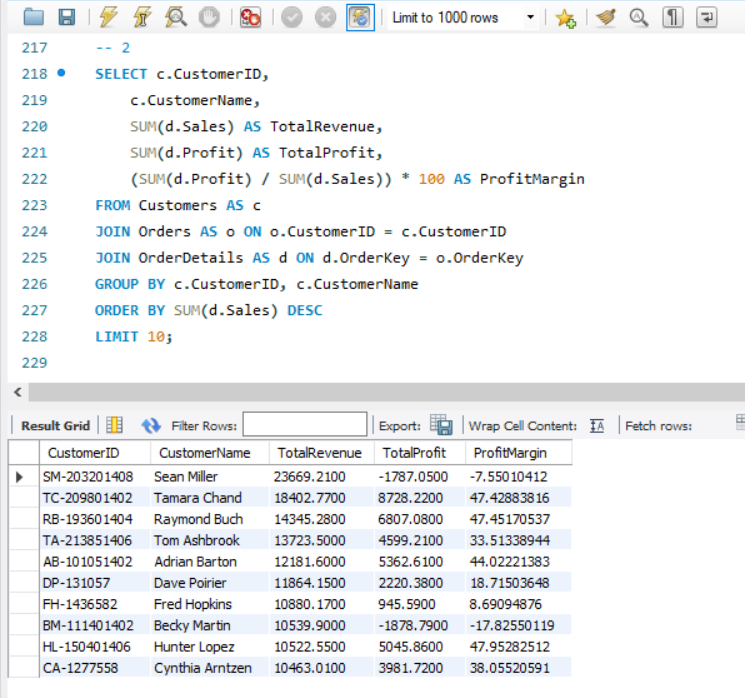 Limit to 1000 rows
217 -- 2
218 SELECT c.CustomerID,
219 c.CustomerName,
220 SUM(d.Sales) AS TotalRevenue,
221 SUM(d.Profit) AS TotalProfit,
222 (SUM(d.Profit) / SUM(d.Sales)) * 100 AS ProfitMargin
223 FROM Customers AS c
224 JOIN Orders AS o ON o.CustomerID = c.CustomerID
225 JOIN OrderDetails AS d ON d.OrderKey = o.OrderKey
226 GROUP BY c.CustomerID, c.CustomerName
227 ORDER BY SUM(d.Sales) DESC
228 LIMIT 10;
229
Result Grid Filter Rows: Export: Wrap Cell Content: Fetch rows:
CustomerID CustomerName TotalRevenue TotalProfit ProfitMargin
SM-203201408 Sean Miller 23669.2100 -1787.0500 -7.55010412
TC-209801402 Tamara Chand 18402.7700 8728.2200 47.42883816
RB-193601404 Raymond Buch 14345.2800 6807.0800 47.45170537
TA-213851406 Tom Ashbrook 13723.5000 4599.2100 33.51338944
AB-101051402 Adrian Barton 12181.6000 5362.6100 44.02221383
DP-131057 Dave Poirier 11864.1500 2220.3800 18.71503648
FH-1436582 Fred Hopkins 10880.1700 945.5900 8.69094876
BM-111401402 Becky Martin 10539.9000 -1878.7900 -17.82550119
HL-150401406 Hunter Lopez 10522.5500 5045.8600 47.95282512
CA-1277558 Cynthia Arntzen 10463.0100 3981.7200 38.05520591